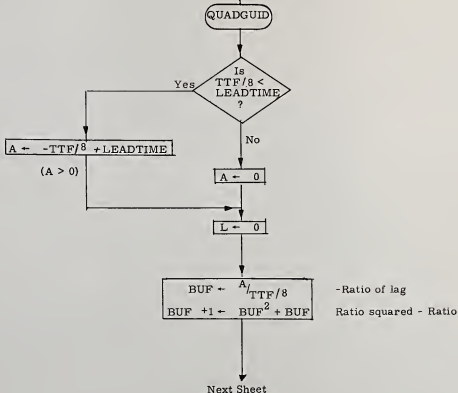 QUADGUID
Is
TTF/8 <
LEADTIME
?
Yes
No
A ← -TTF/8 +LEADTIME
(A > 0)
A ← 0
L ← 0
BUF ← A/TTF/8 -Ratio of lag
BUF +1 ← BUF² + BUF Ratio squared - Ratio
Next Sheet